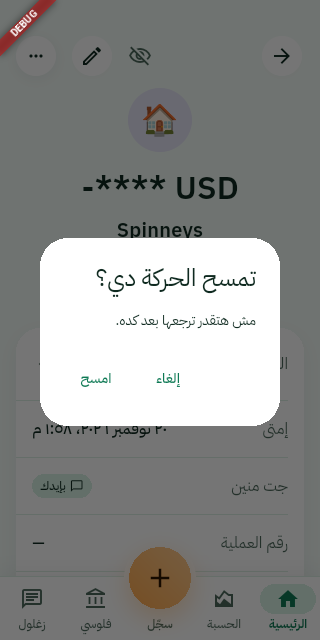 DEBUG
-**** USD
Spinneys
تمسح الحركة دي؟
مش هتقدر ترجعها بعد كده.
إلغاء
امسح
إمتى
٢٠ نوفمبر ٢٠٢٦، ١:٥٨ م
جت منين
بإيدك
رقم العملية
—
الرئيسية
الحسبة
سجّل
فلوسي
زغلول